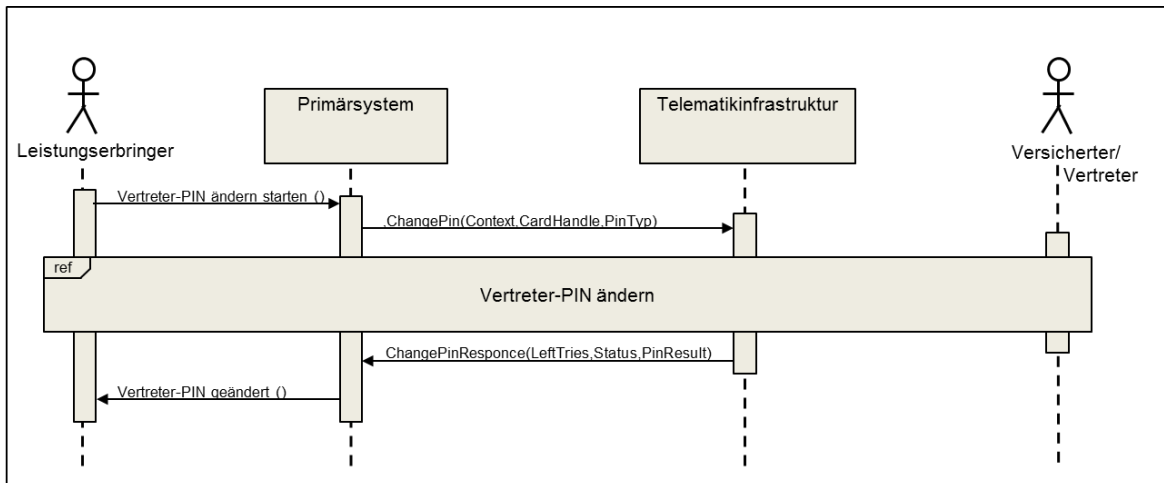 Primärsystem
Telematikinfrastruktur
Leistungserbringer
Versicherter/
Vertreter
Vertreter-PIN ändern starten ()
,ChangePin(Context,CardHandle,PinTyp)
ref
Vertreter-PIN ändern
ChangePinResponce(LeftTries,Status,PinResult)
Vertreter-PIN geändert ()